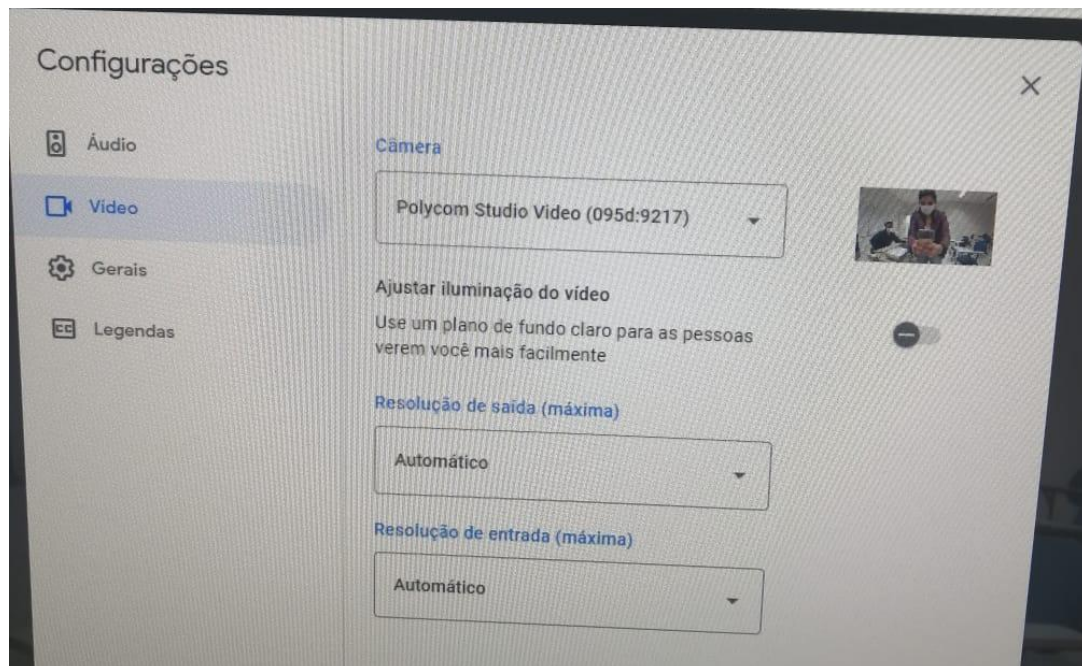 Configurações
Áudio
Vídeo
Gerais
Legendas
Câmera
Polycom Studio Video (095d:9217)
Ajustar iluminação do vídeo
Use um plano de fundo claro para as pessoas
verem você mais facilmente
Resolução de saída (máxima)
Automático
Resolução de entrada (máxima)
Automático